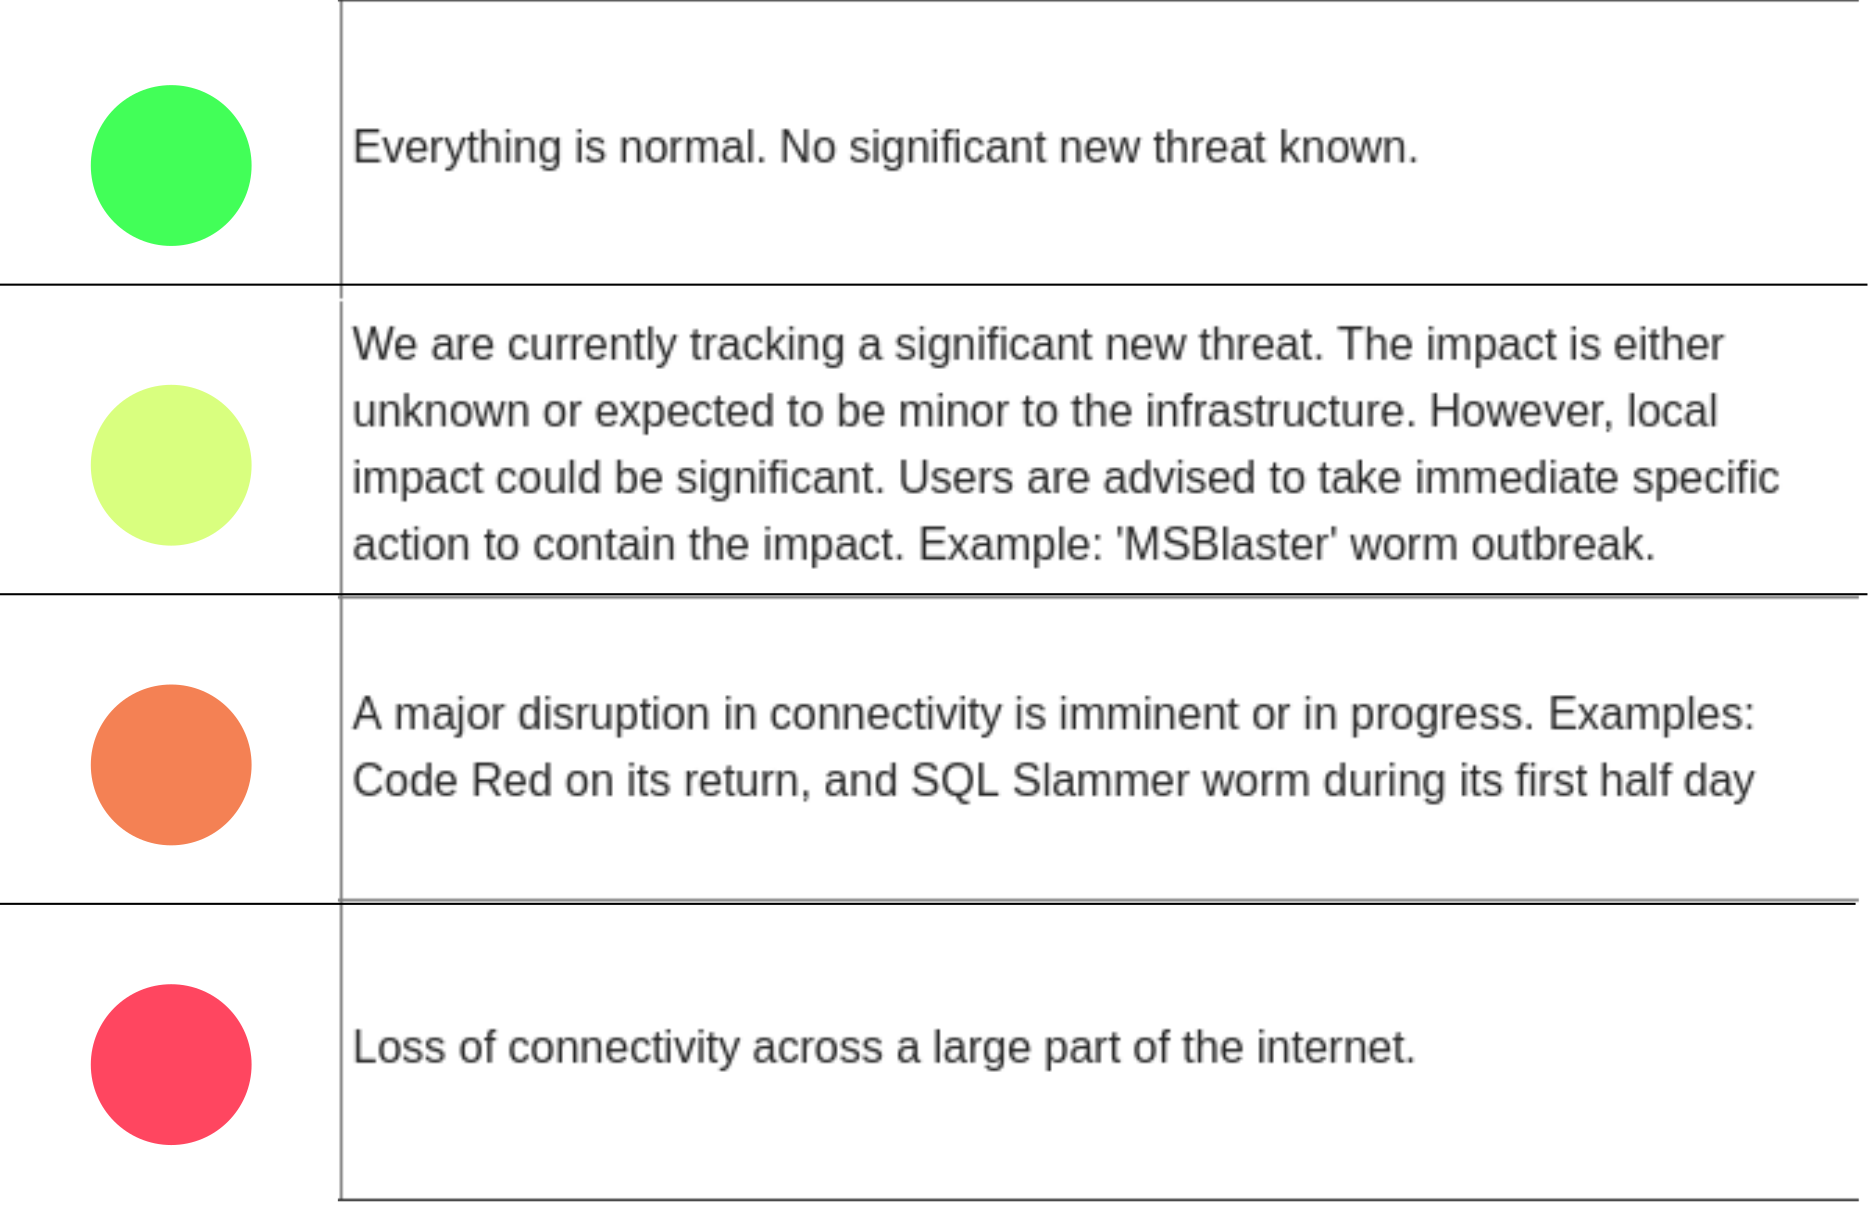 Everything is normal. No significant new threat known.
We are currently tracking a significant new threat. The impact is either
unknown or expected to be minor to the infrastructure. However, local
impact could be significant. Users are advised to take immediate specific
action to contain the impact. Example: 'MSBlaster' worm outbreak.
A major disruption in connectivity is imminent or in progress. Examples:
Code Red on its return, and SQL Slammer worm during its first half day
Loss of connectivity across a large part of the internet.